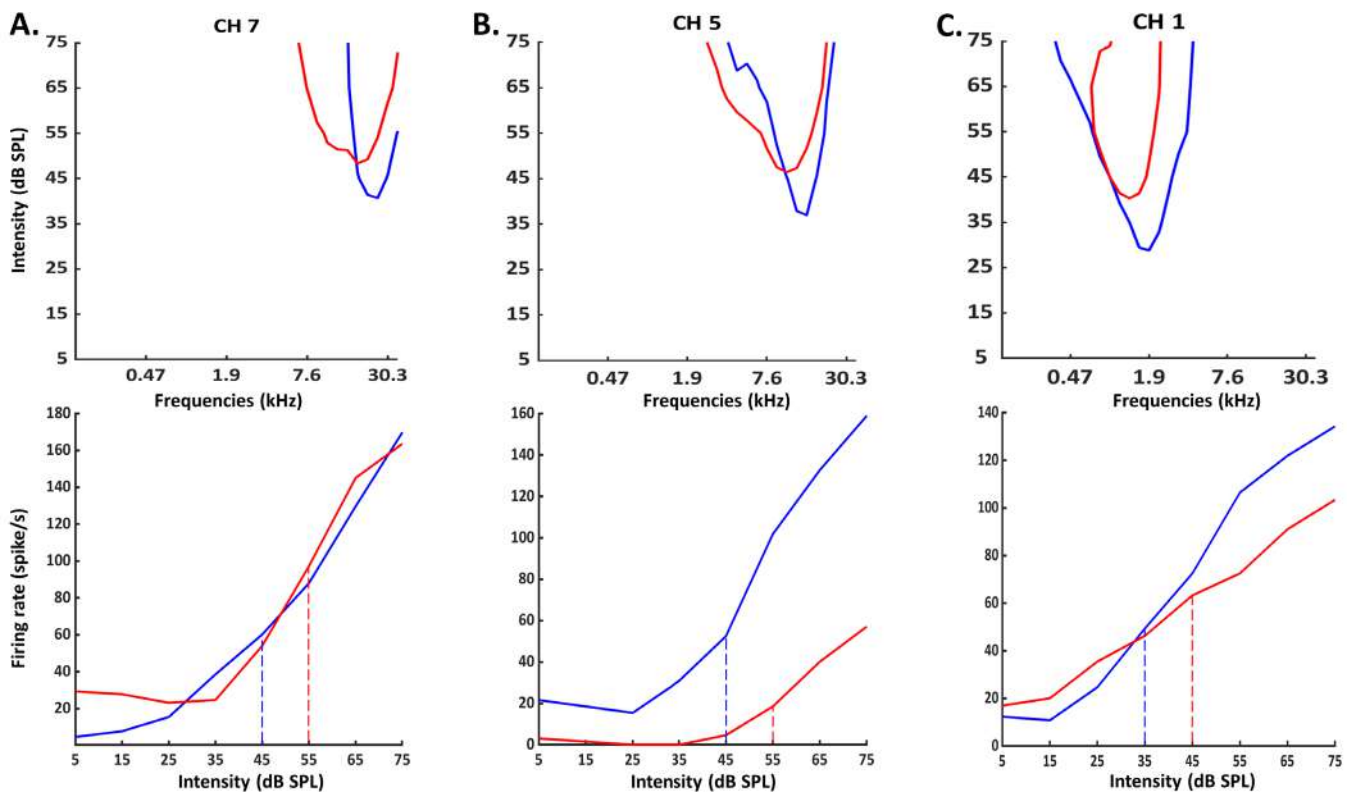 A. CH 7
B. CH 5
C. CH 1
Intensity (dB SPL)
75
65
55
45
35
25
15
5
0.47 1.9 7.6 30.3
Frequencies (kHz)
75
65
55
45
35
25
15
5
0.47 1.9 7.6 30.3
Frequencies (kHz)
75
65
55
45
35
25
15
5
0.47 1.9 7.6 30.3
Frequencies (kHz)
Firing rate (spike/s)
180
160
140
120
100
80
60
40
20
5 15 25 35 45 55 65 75
Intensity (dB SPL)
160
140
120
100
80
60
40
20
0
5 15 25 35 45 55 65 75
Intensity (dB SPL)
140
120
100
80
60
40
20
0
5 15 25 35 45 55 65 75
Intensity (dB SPL)